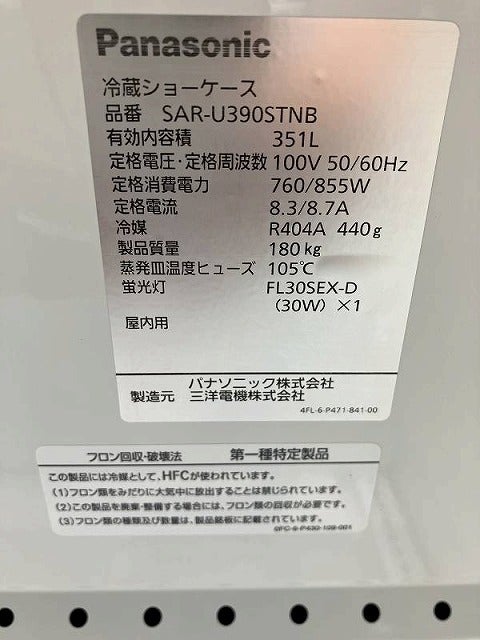 Panasonic
冷蔵ショーケース
品番 SAR-U390STNB
有効内容積 351L
定格電圧・定格周波数 100V 50/60Hz
定格消費電力 760/855W
定格電流 8.3/8.7A
冷媒 R404A 440g
製品質量 180kg
蒸発皿温度ヒューズ 105℃
蛍光灯 FL30SEX-D
(30W) ×1
屋内用
パナソニック株式会社
製造元 三洋電機株式会社
4FL-6-P471-841-00
フロン回収・破壊法 第一種特定製品
この製品には冷媒として、HFCが使われています。
(1)フロン類をみだりに大気中に放出することは禁じられています。
(2)この製品を廃棄・整備する場合には、フロン類の回収が必要です。
(3)フロン類の種類及び数量は、製品銘板に記載されています。